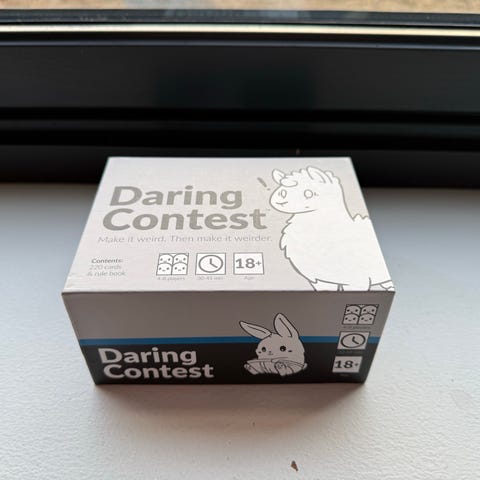 Daring
Contest
Make it weird. Then make it weirder.
Contents:
220 cards
& rule book
4-8 players
30-45 min
18+
Age
!
Daring
Contest
18+